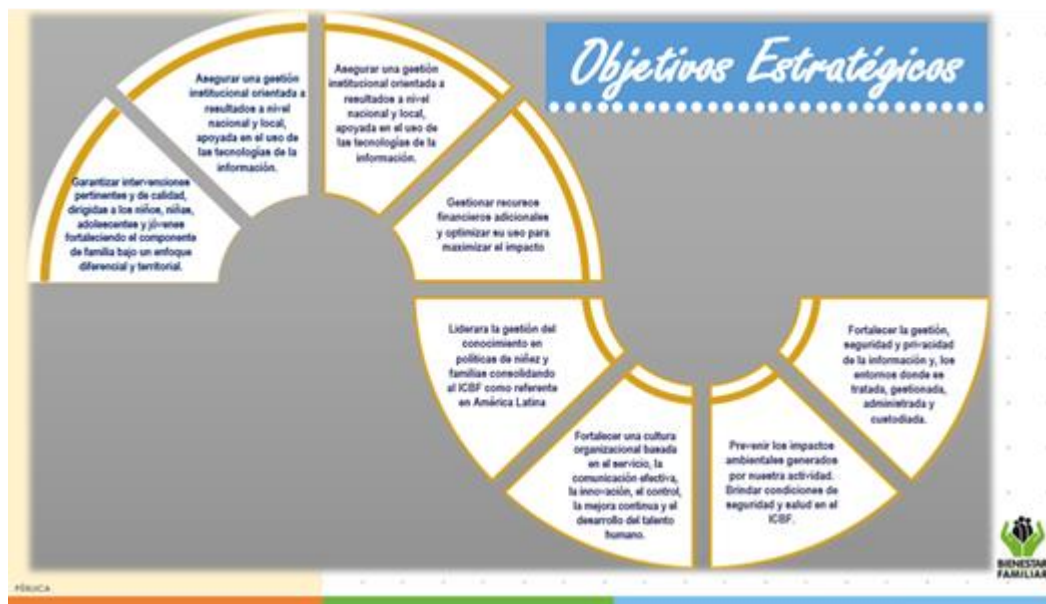 Objetivos Estratégicos
Garantizar intervenciones
pertinentes y de calidad,
dirigidas a los niños, niñas,
adolescentes y jóvenes
fortaleciendo el componente
de familia bajo un enfoque
diferencial y territorial.
Asegurar una gestión
institucional orientada a
resultados a nivel
nacional y local,
apoyada en el uso de
las tecnologías de la
información.
Asegurar una gestión
institucional orientada a
resultados a nivel
nacional y local,
apoyada en el uso de
las tecnologías de la
información.
Gestionar recursos
financieros adicionales
y optimizar su uso para
maximizar el impacto
Liderara la gestión del
conocimiento en
políticas de niñez y
familias consolidando
al ICBF como referente
en América Latina
Fortalecer una cultura
organizacional basada
en el servicio, la
comunicación efectiva,
la innovación, el control,
la mejora continua y el
desarrollo del talento
humano.
Prevenir los impactos
ambientales generados
por nuestra actividad.
Brindar condiciones de
seguridad y salud en el
ICBF.
Fortalecer la gestión,
seguridad y privacidad
de la información y, los
entornos donde es
tratada, gestionada,
administrada y
custodiada.
BIENESTAR
FAMILIAR
PÚBLICA